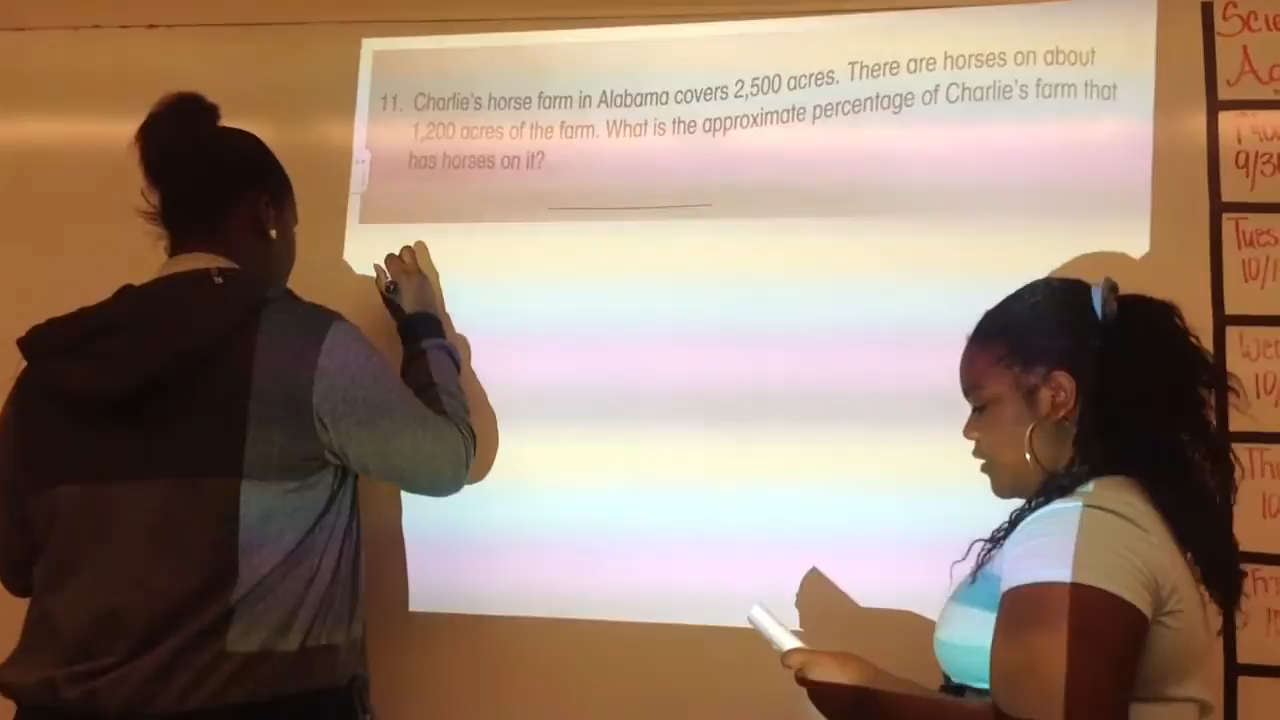 11. Charlie's horse farm in Alabama covers 2,500 acres. There are horses on about
1,200 acres of the farm. What is the approximate percentage of Charlie's farm that
has horses on it?
9/3
Tues
10/1
10